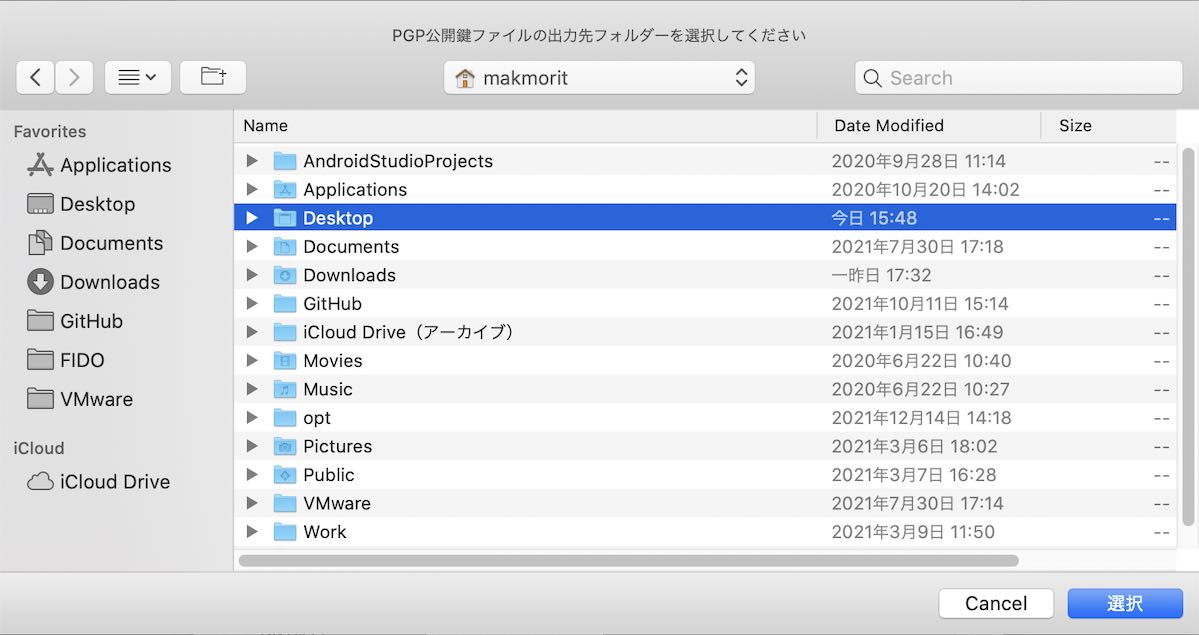 PGP公開鍵ファイルの出力先フォルダーを選択してください
makmorit
Search
Favorites
Applications
Desktop
Documents
Downloads
GitHub
FIDO
VMware
iCloud
iCloud Drive
Name Date Modified Size
AndroidStudioProjects 2020年9月28日 11:14 --
Applications 2020年10月20日 14:02 --
Desktop 今日 15:48 --
Documents 2021年7月30日 17:18 --
Downloads 一昨日 17:32 --
GitHub 2021年10月11日 15:14 --
iCloud Drive（アーカイブ） 2021年1月15日 16:49 --
Movies 2020年6月22日 10:40 --
Music 2020年6月22日 10:27 --
opt 2021年12月14日 14:18 --
Pictures 2021年3月6日 18:02 --
Public 2021年3月7日 16:28 --
VMware 2021年7月30日 17:14 --
Work 2021年3月9日 11:50 --
Cancel 選択